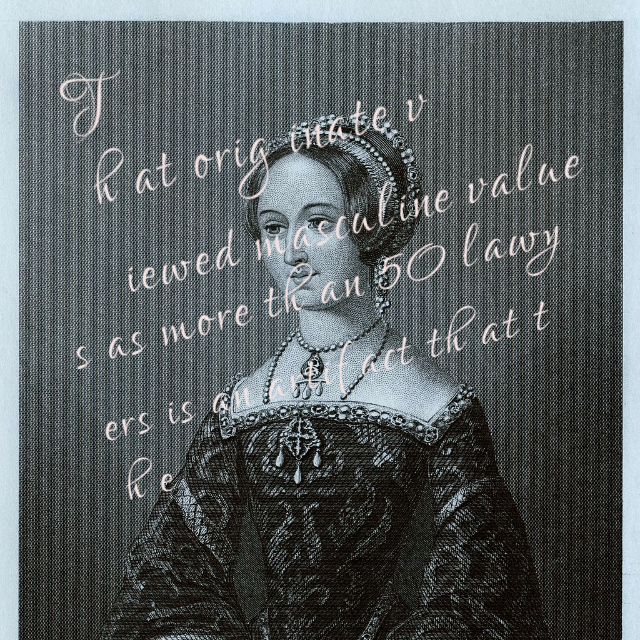 T
h at orig inate v
iewed masculine value
s as more th an 50 lawy
ers is an artifact th at t
h e